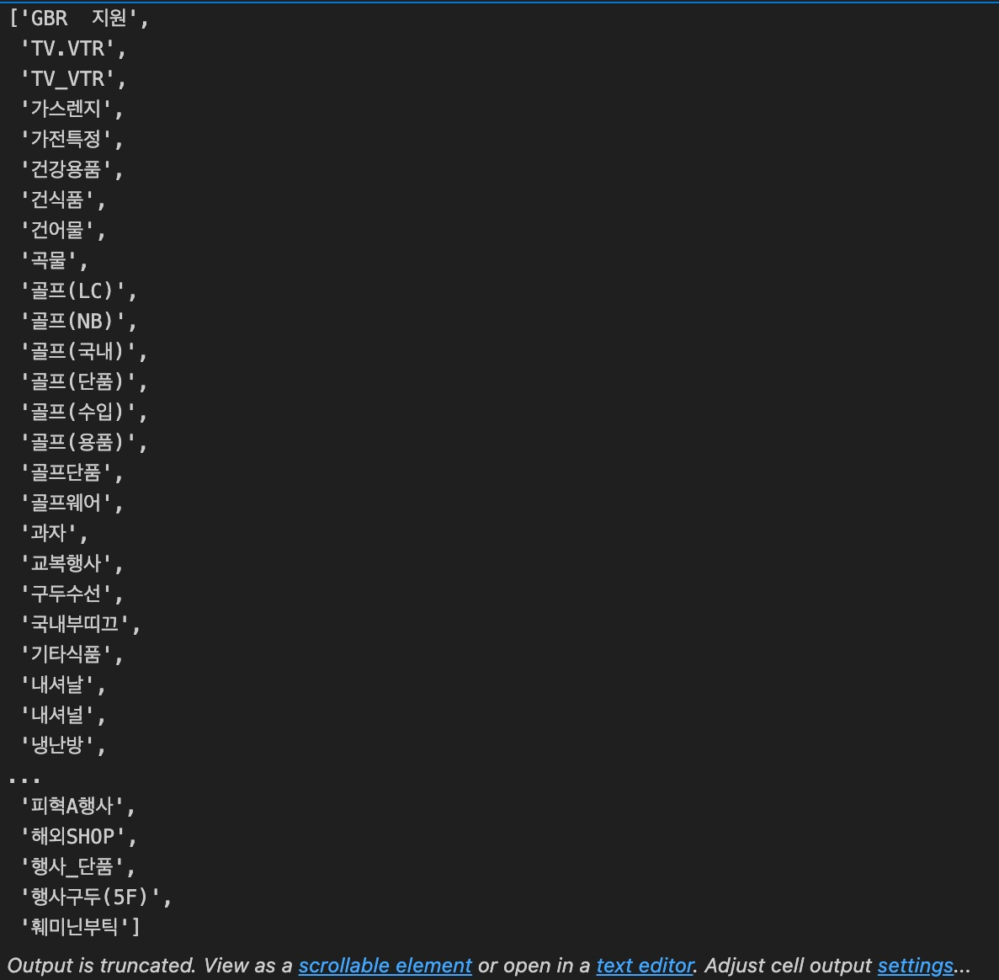 ['GBR  지원',
'TV.VTR',
'TV_VTR',
'가스렌지',
'가전특정',
'건강용품',
'건식품',
'건어물',
'곡물',
'골프(LC)',
'골프(NB)',
'골프(국내)',
'골프(단품)',
'골프(수입)',
'골프(용품)',
'골프단품',
'골프웨어',
'과자',
'교복행사',
'구두수선',
'국내부띠끄',
'기타식품',
'내셔날',
'내셔널',
'냉난방',
...
'피혁A행사',
'해외SHOP',
'행사_단품',
'행사구두(5F)',
'훼미닌부틱']
Output is truncated. View as a scrollable element or open in a text editor. Adjust cell output settings...